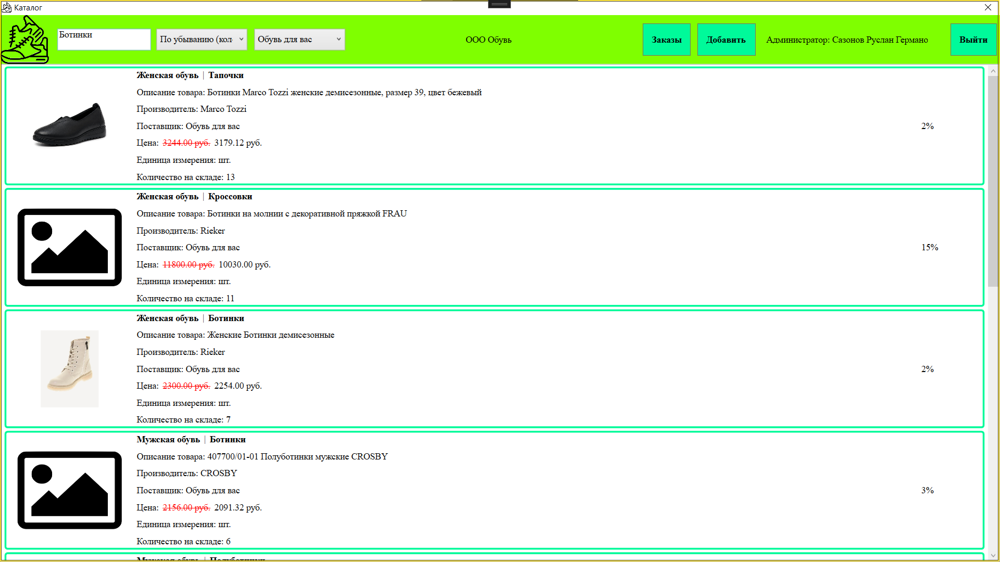 Каталог
Ботинки
По убыванию (кол
Обувь для вас
ООО Обувь
Заказы
Добавить
Администратор: Сазонов Руслан Германо
Выйти
Женская обувь | Тапочки
Описание товара: Ботинки Marco Tozzi женские демисезонные, размер 39, цвет бежевый
Производитель: Marco Tozzi
Поставщик: Обувь для вас
2%
Цена: 3244.00 руб. 3179.12 руб.
Единица измерения: шт.
Количество на складе: 13
Женская обувь | Кроссовки
Описание товара: Ботинки на молнии с декоративной пряжкой FRAU
Производитель: Rieker
Поставщик: Обувь для вас
15%
Цена: 11800.00 руб. 10030.00 руб.
Единица измерения: шт.
Количество на складе: 11
Женская обувь | Ботинки
Описание товара: Женские Ботинки демисезонные
Производитель: Rieker
Поставщик: Обувь для вас
2%
Цена: 2300.00 руб. 2254.00 руб.
Единица измерения: шт.
Количество на складе: 7
Мужская обувь | Ботинки
Описание товара: 407700/01-01 Полуботинки мужские CROSBY
Производитель: CROSBY
Поставщик: Обувь для вас
3%
Цена: 2156.00 руб. 2091.32 руб.
Единица измерения: шт.
Количество на складе: 6
Мужская обувь | Полуботинки